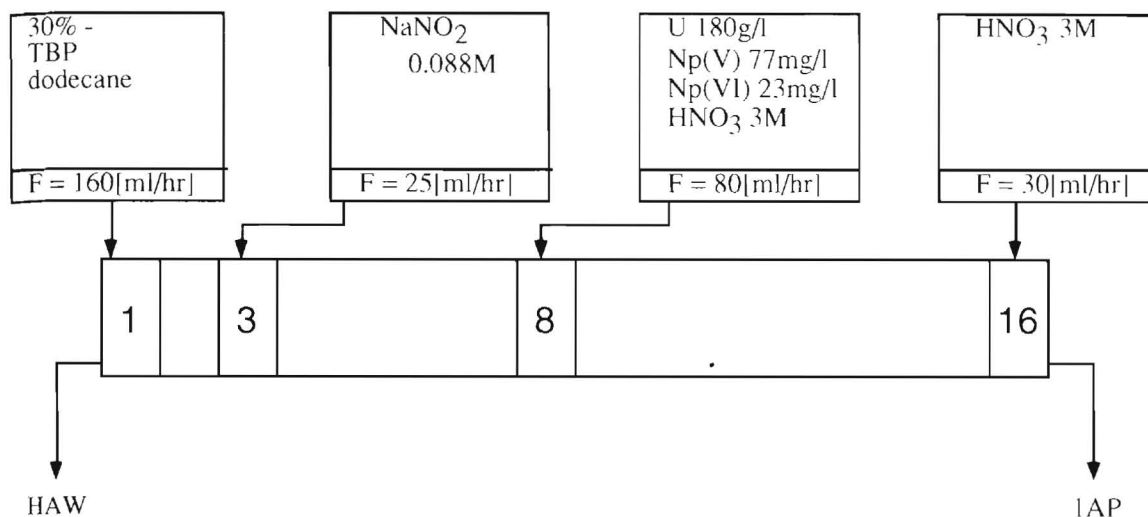 30% -
TBP
dodecane
F = 160[ml/hr]
NaNO2
0.088M
F = 25[ml/hr]
U 180g/l
Np(V) 77mg/l
Np(VI) 23mg/l
HNO3 3M
F = 80[ml/hr]
HNO3 3M
F = 30[ml/hr]
1
3
8
16
HAW
1AP